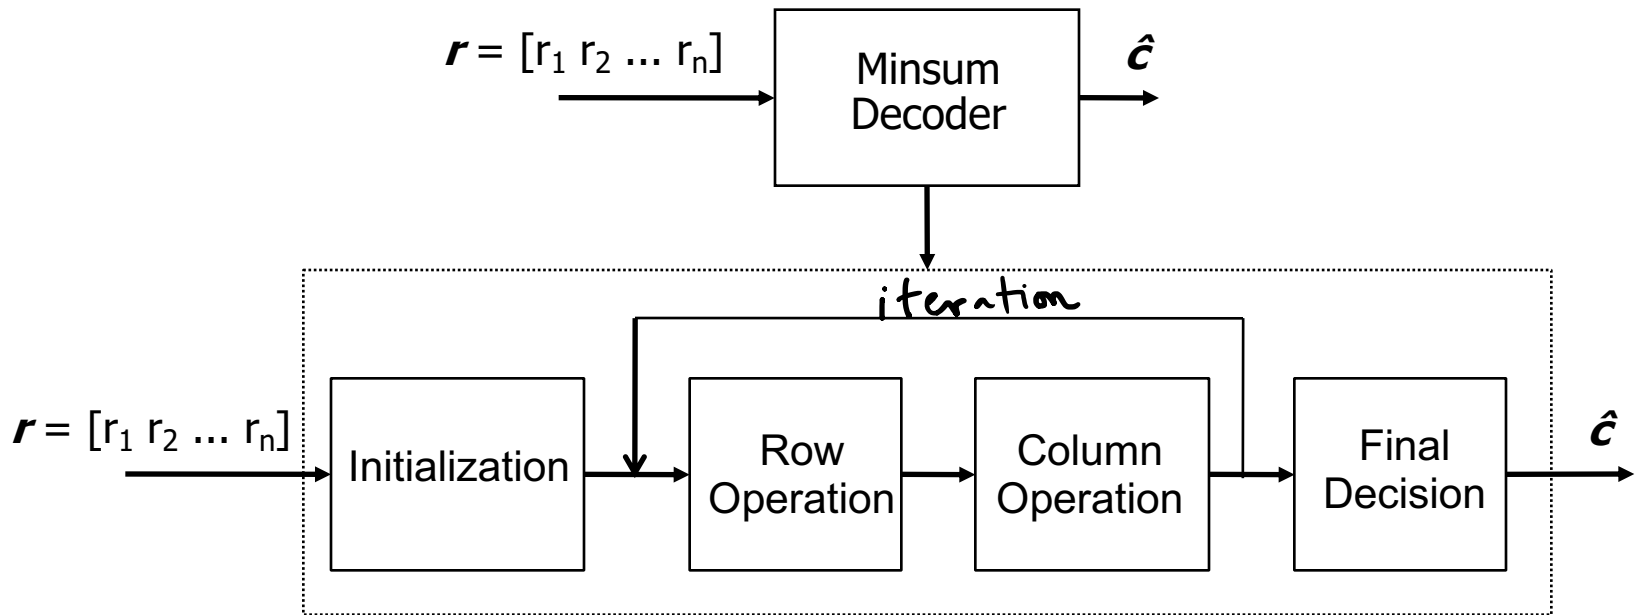 r = [r₁ r₂ ... rₙ]
Minsum
Decoder
ĉ
iteration
r = [r₁ r₂ ... rₙ]
Initialization
Row
Operation
Column
Operation
Final
Decision
ĉ